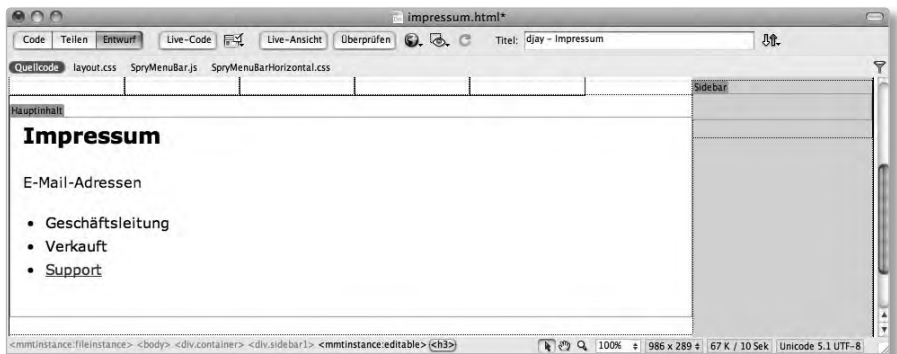 impressum.html*
Code Teilen Entwurf Live-Code Live-Ansicht Überprüfen Titel: djay – Impressum
Quellcode layout.css SpryMenuBar.js SpryMenuBarHorizontal.css
Sidebar
Hauptinhalt
Impressum
E-Mail-Adressen
• Geschäftsleitung
• Verkauft
• Support
<mmtinstance:fileinstance> <body> <div.container> <div.sidebar1> <mmtinstance:editable> <h3> 100% 986 x 289 67 K / 10 Sek Unicode 5.1 UTF-8